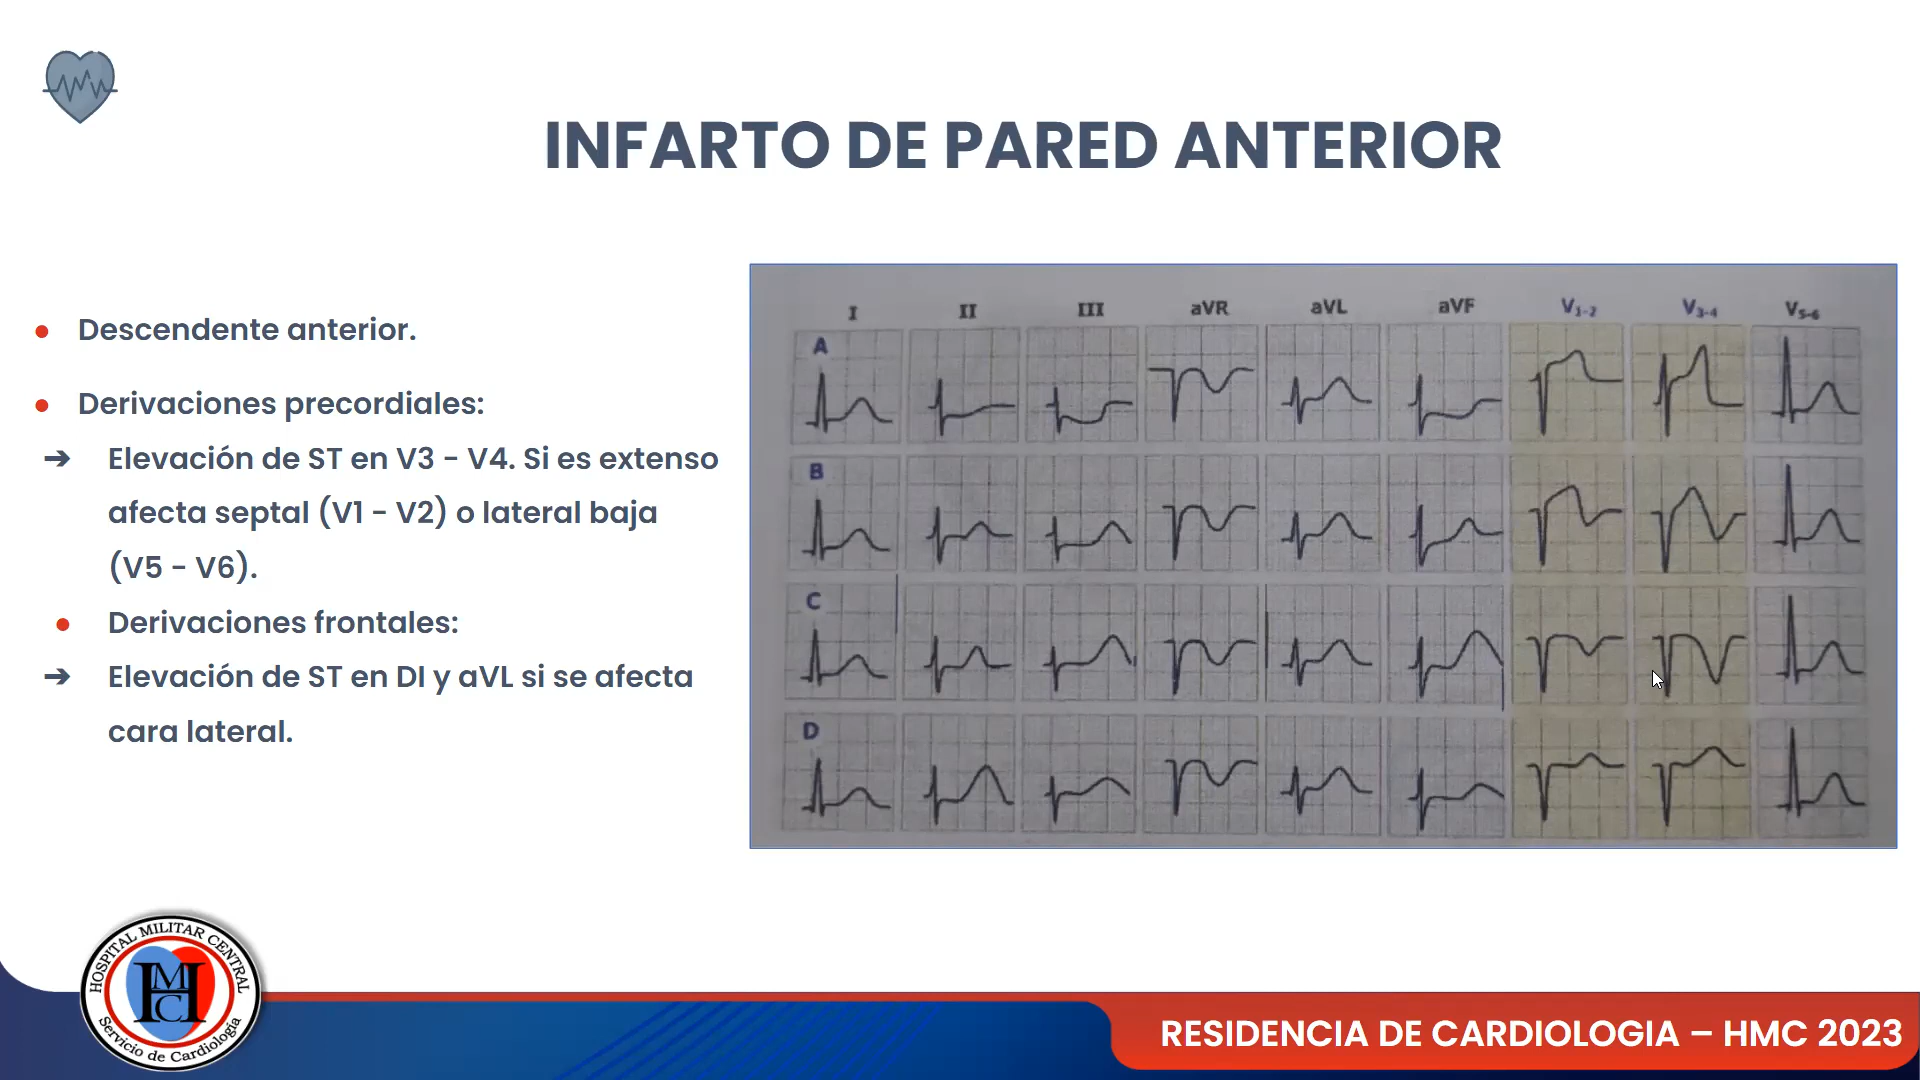 INFARTO DE PARED ANTERIOR
● Descendente anterior.
● Derivaciones precordiales:
➔ Elevación de ST en V3 - V4. Si es extenso
afecta septal (V1 - V2) o lateral baja
(V5 - V6).
● Derivaciones frontales:
➔ Elevación de ST en DI y aVL si se afecta
cara lateral.
I II III aVR aVL aVF V1-2 V3-4 V5-6
A
B
C
D
HOSPITAL MILITAR CENTRAL
HMC
Servicio de Cardiología
RESIDENCIA DE CARDIOLOGIA – HMC 2023